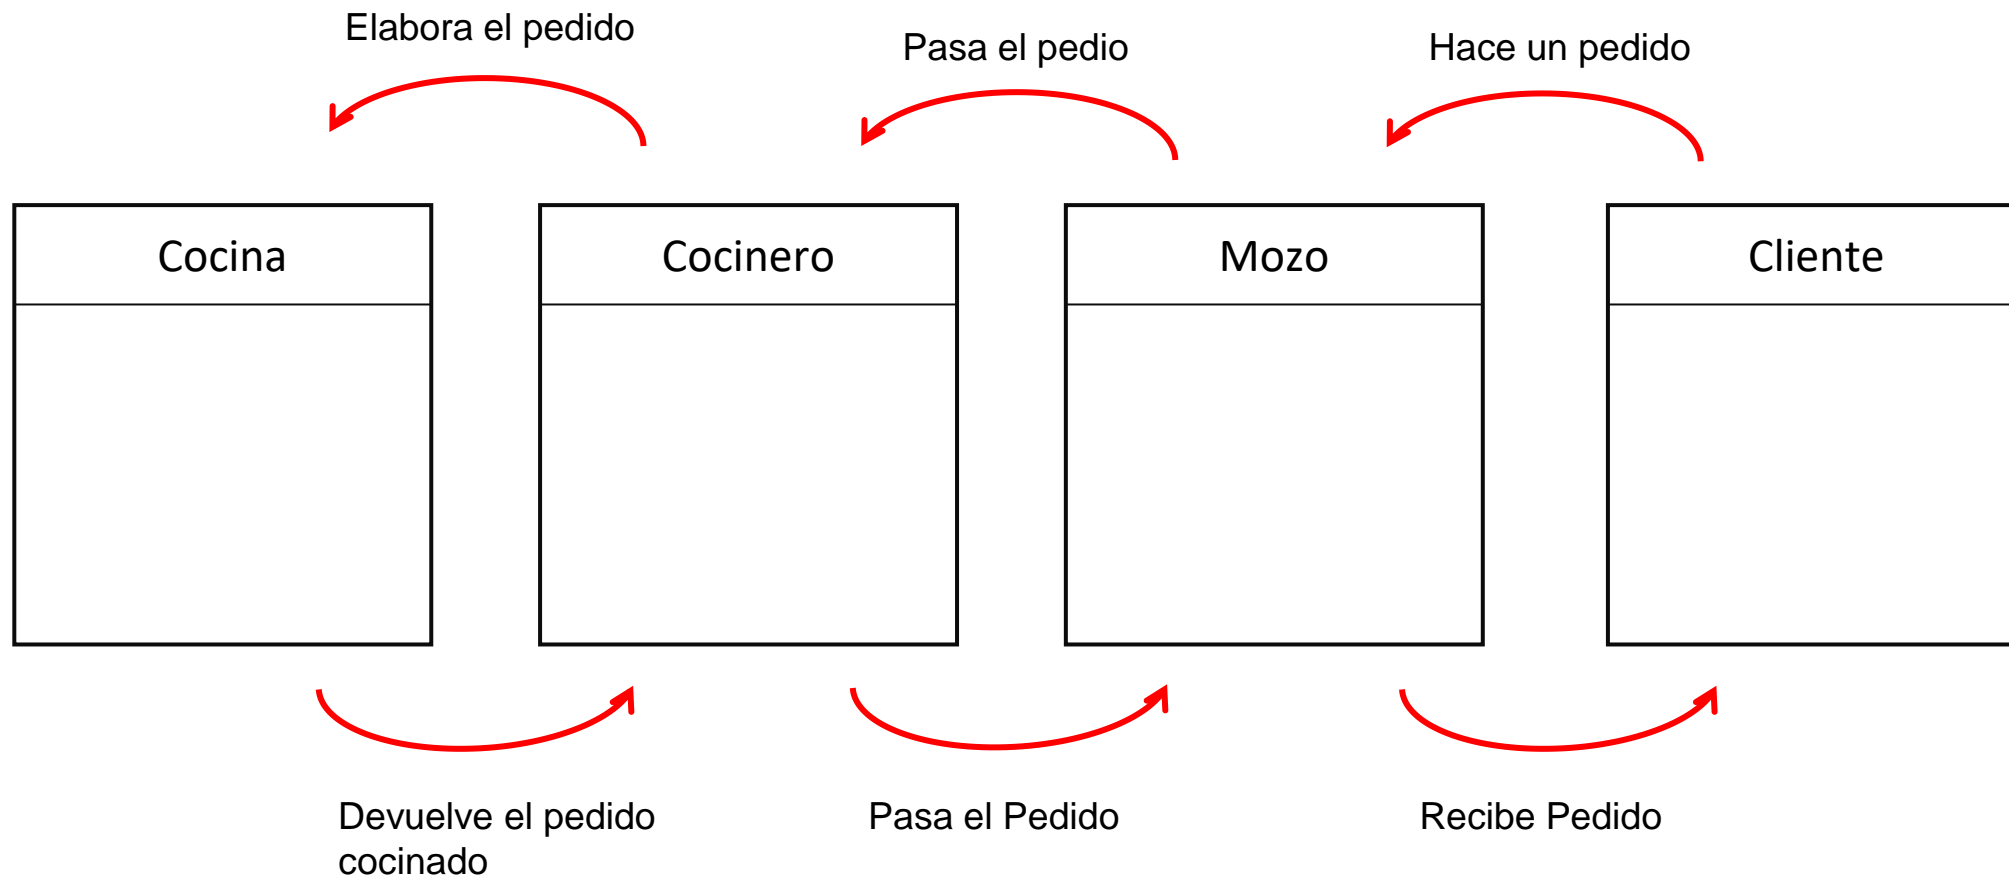 Elabora el pedido
Pasa el pedio
Hace un pedido
Cocina
Cocinero
Mozo
Cliente
Devuelve el pedido
cocinado
Pasa el Pedido
Recibe Pedido